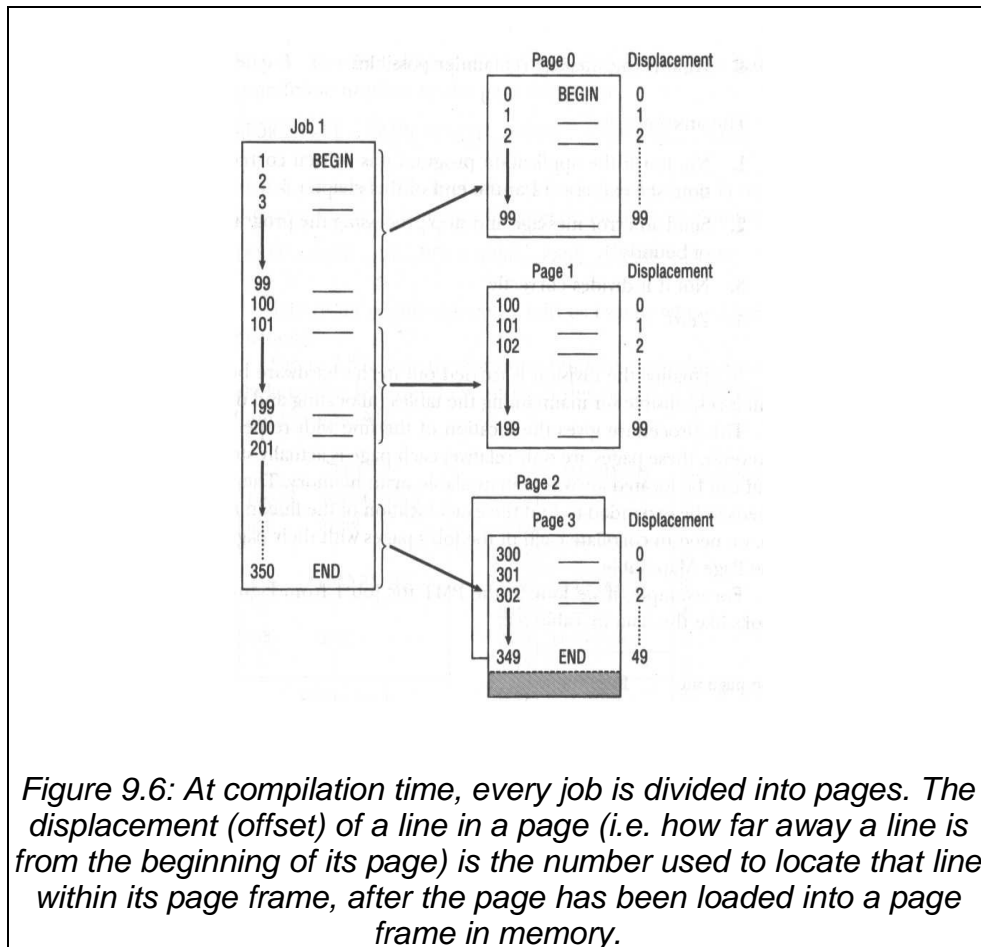 Job 1
1 BEGIN
2
3
99
100
101
199
200
201
350 END
Page 0 Displacement
0 BEGIN 0
1 1
2 2
99 99
Page 1 Displacement
100 0
101 1
102 2
199 99
Page 2
Page 3 Displacement
300 0
301 1
302 2
349 END 49
Figure 9.6: At compilation time, every job is divided into pages. The
displacement (offset) of a line in a page (i.e. how far away a line is
from the beginning of its page) is the number used to locate that line
within its page frame, after the page has been loaded into a page
frame in memory.